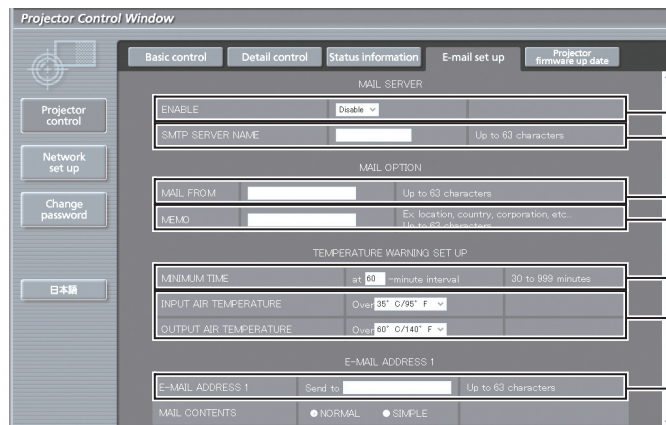 Projector Control Window
Basic control
Detail control
Status information
E-mail set up
Projector
firmware up date
Projector
control
Network
set up
Change
password
日本語
MAIL SERVER
ENABLE Disable
SMTP SERVER NAME Up to 63 characters
MAIL OPTION
MAIL FROM Up to 63 characters
MEMO Ex. location, country, corporation, etc..
Up to 63 characters
TEMPERATURE WARNING SET UP
MINIMUM TIME at 60 -minute interval 30 to 999 minutes
INPUT AIR TEMPERATURE Over 35° C/95° F
OUTPUT AIR TEMPERATURE Over 60° C/140° F
E-MAIL ADDRESS 1
E-MAIL ADDRESS 1 Send to Up to 63 characters
MAIL CONTENTS NORMAL SIMPLE